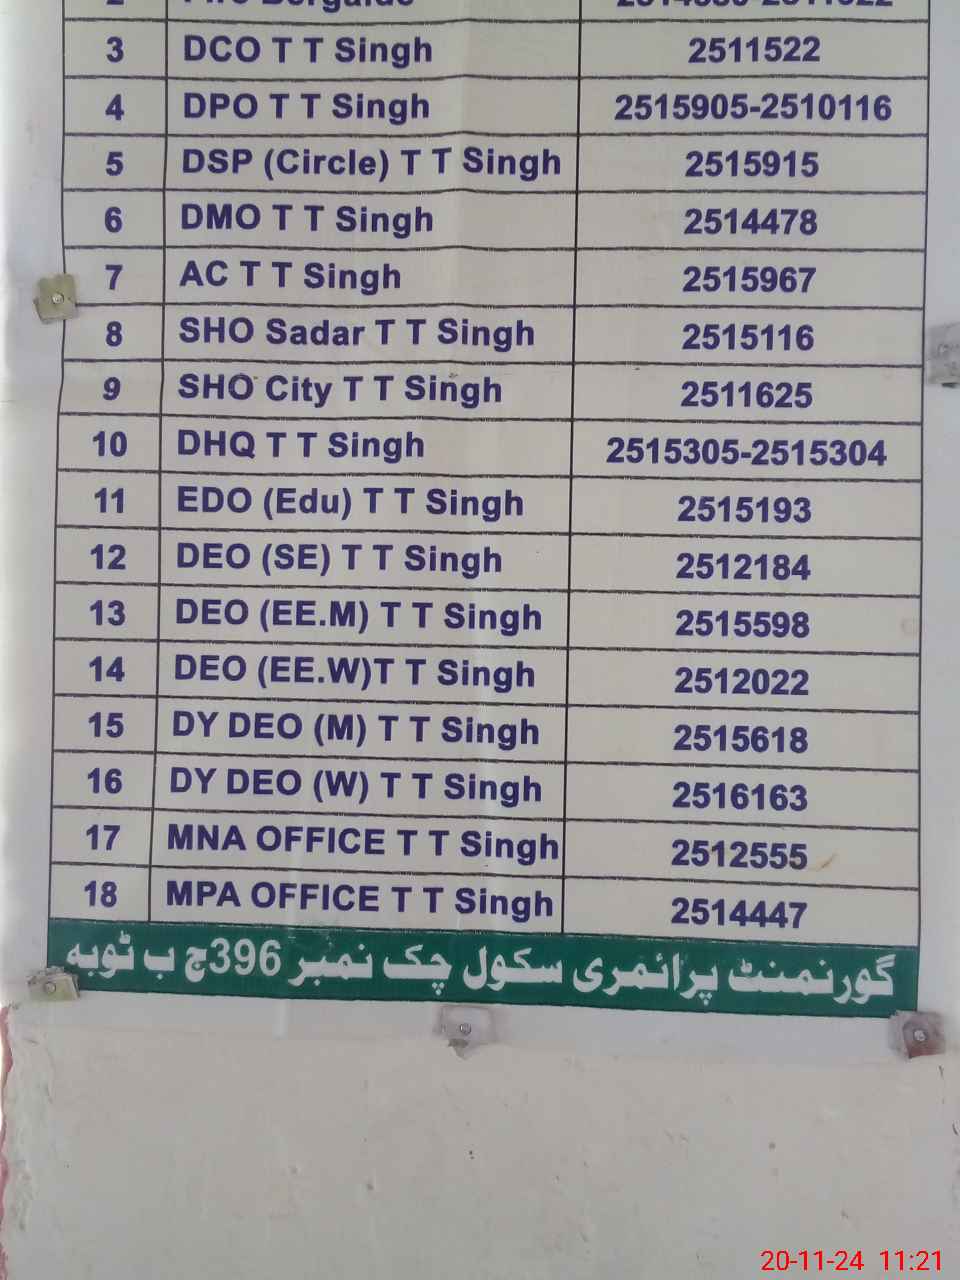 3 DCO T T Singh 2511522
4 DPO T T Singh 2515905-2510116
5 DSP (Circle) T T Singh 2515915
6 DMO T T Singh 2514478
7 AC T T Singh 2515967
8 SHO Sadar T T Singh 2515116
9 SHO City T T Singh 2511625
10 DHQ T T Singh 2515305-2515304
11 EDO (Edu) T T Singh 2515193
12 DEO (SE) T T Singh 2512184
13 DEO (EE.M) T T Singh 2515598
14 DEO (EE.W)T T Singh 2512022
15 DY DEO (M) T T Singh 2515618
16 DY DEO (W) T T Singh 2516163
17 MNA OFFICE T T Singh 2512555
18 MPA OFFICE T T Singh 2514447
گورنمنٹ پرائمری سکول چک نمبر 396ج ب ٹوبہ
20-11-24 11:21